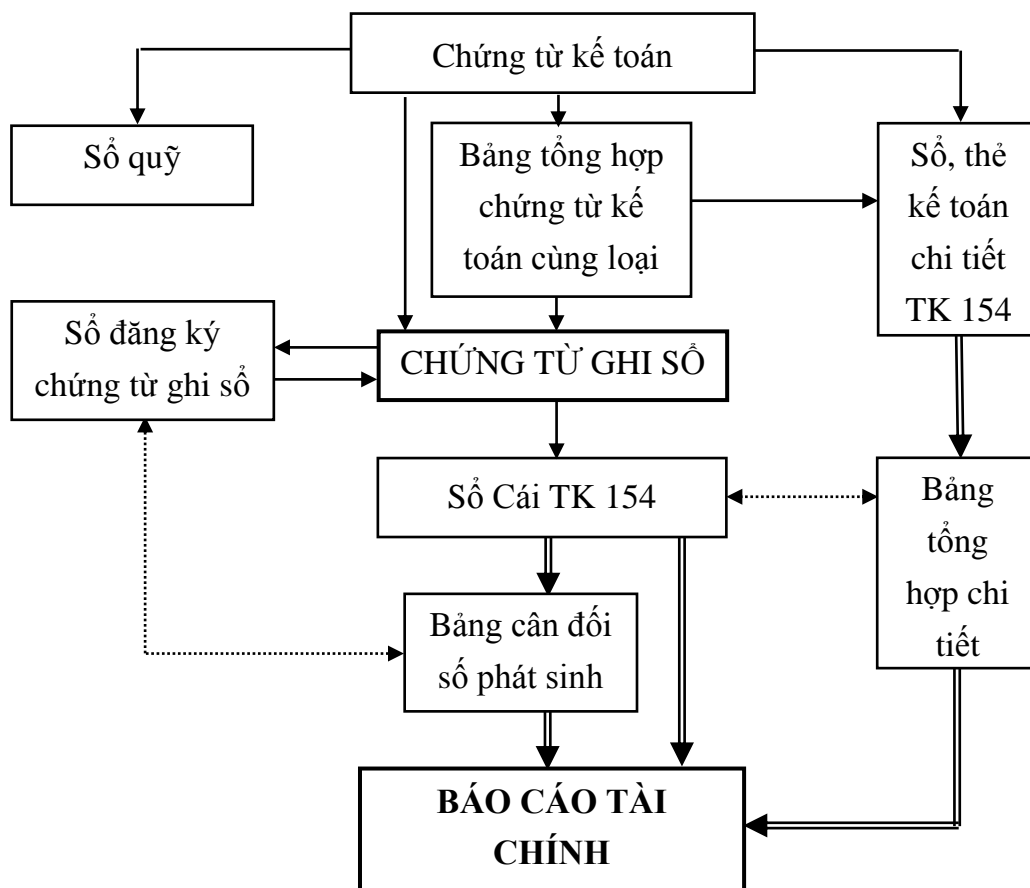 Chứng từ kế toán
Sổ quỹ
Bảng tổng hợp
chứng từ kế
toán cùng loại
Sổ, thẻ
kế toán
chi tiết
TK 154
Sổ đăng ký
chứng từ ghi sổ
CHỨNG TỪ GHI SỔ
Sổ Cái TK 154
Bảng
tổng
hợp chi
tiết
Bảng cân đối
số phát sinh
BÁO CÁO TÀI
CHÍNH